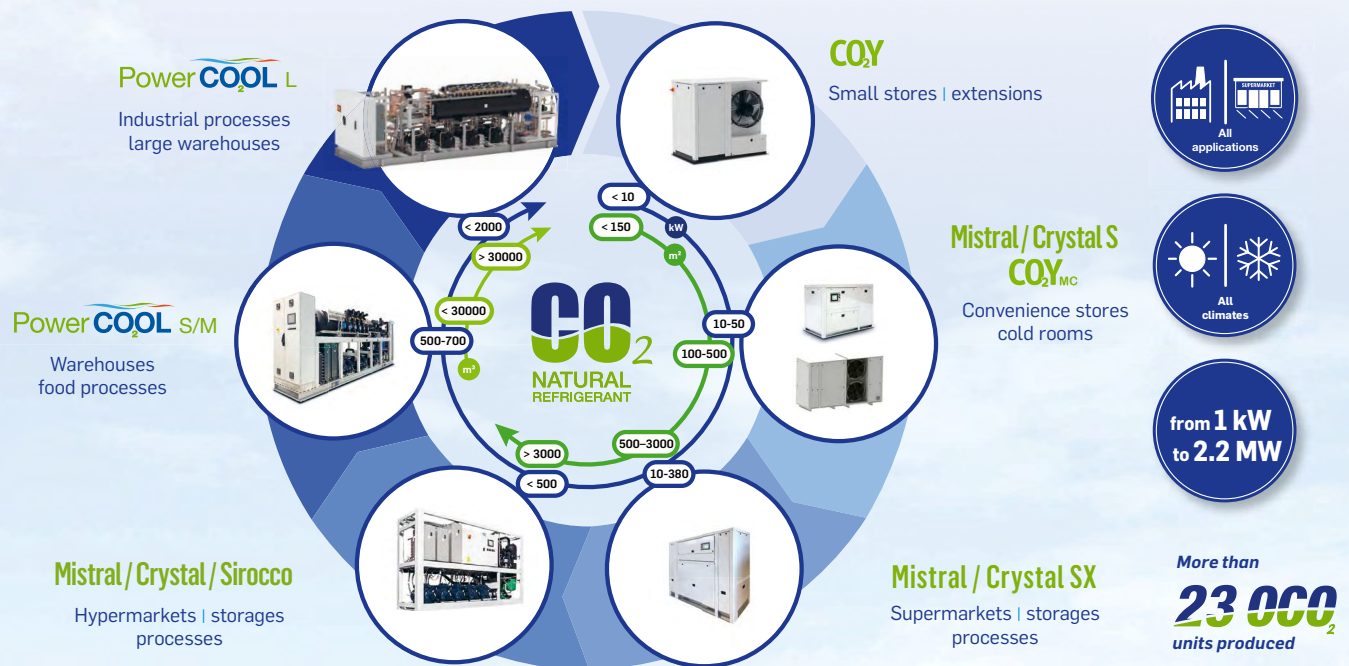 PowerCO2OL L
Industrial processes
large warehouses
CO2Y
Small stores | extensions
SUPERMARKET
All
applications
Mistral / Crystal S
CO2Y MC
Convenience stores
cold rooms
All
climates
PowerCO2OL S/M
Warehouses
food processes
< 10
kW
< 150
m³
< 2000
> 30000
< 30000
500-700
m³
10-50
100-500
CO2
NATURAL
REFRIGERANT
500–3000
> 3000
10-380
< 500
from 1 kW
to 2.2 MW
Mistral / Crystal / Sirocco
Hypermarkets | storages
processes
Mistral / Crystal SX
Supermarkets | storages
processes
More than
23 0CO2
units produced